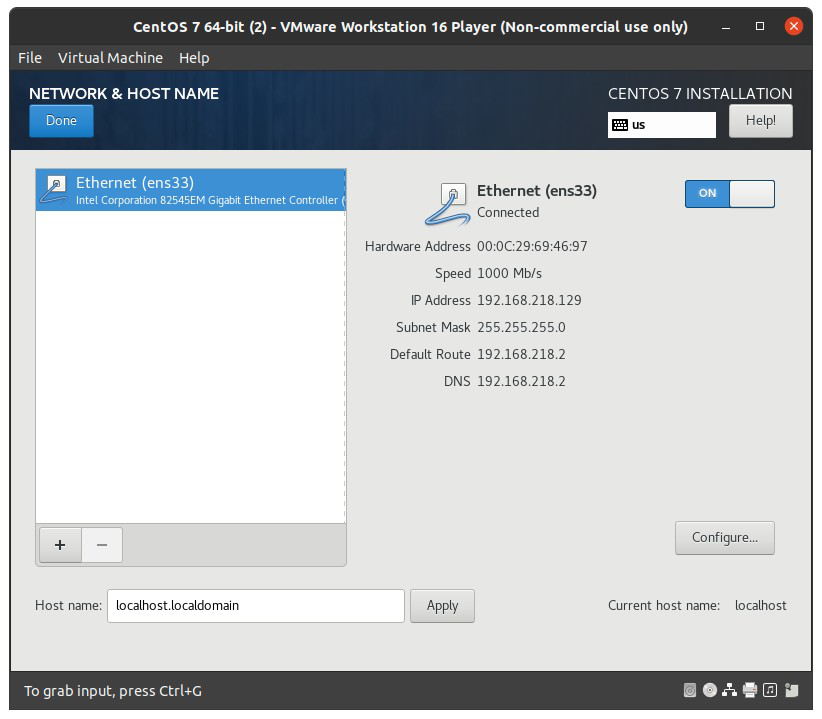 CentOS 7 64-bit (2) - VMware Workstation 16 Player (Non-commercial use only)
File Virtual Machine Help
NETWORK & HOST NAME
CENTOS 7 INSTALLATION
Done
us
Help!
Ethernet (ens33)
Intel Corporation 82545EM Gigabit Ethernet Controller (
Ethernet (ens33)
Connected
ON
Hardware Address 00:0C:29:69:46:97
Speed 1000 Mb/s
IP Address 192.168.218.129
Subnet Mask 255.255.255.0
Default Route 192.168.218.2
DNS 192.168.218.2
+ −
Configure...
Host name: localhost.localdomain Apply
Current host name: localhost
To grab input, press Ctrl+G